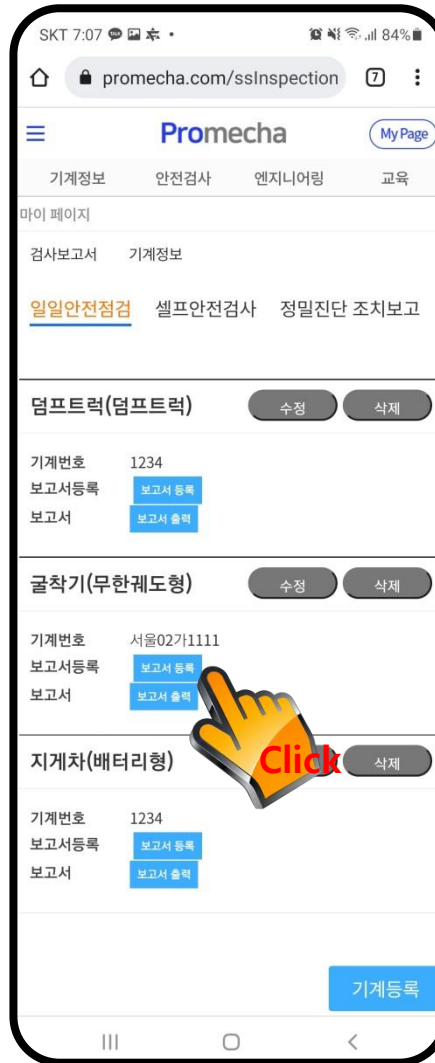 SKT 7:07
84%
promecha.com/ssInspection
7
Promecha
My Page
기계정보 안전검사 엔지니어링 교육
마이 페이지
검사보고서 기계정보
일일안전점검 셀프안전검사 정밀진단 조치보고
덤프트럭(덤프트럭) 수정 삭제
기계번호 1234
보고서등록 보고서 등록
보고서 보고서 출력
굴착기(무한궤도형) 수정 삭제
기계번호 서울02가1111
보고서등록 보고서 등록
보고서 보고서 출력
지게차(배터리형) Click 삭제
기계번호 1234
보고서등록 보고서 등록
보고서 보고서 출력
기계등록